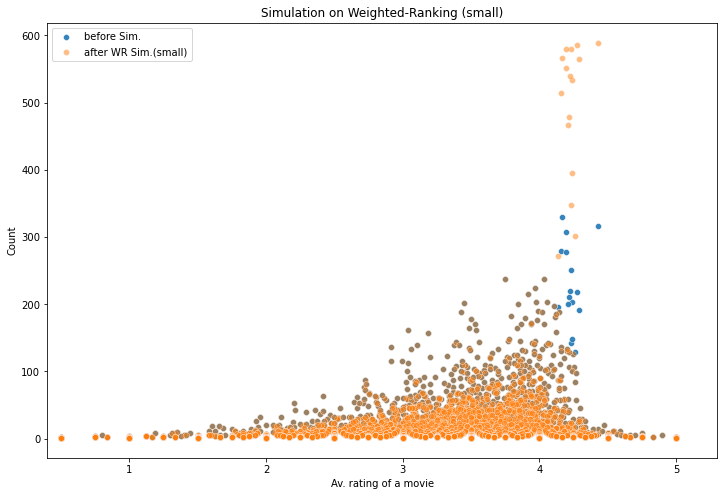 Simulation on Weighted-Ranking (small)
before Sim.
after WR Sim.(small)
600
500
400
300
200
100
0
Count
1 2 3 4 5
Av. rating of a movie